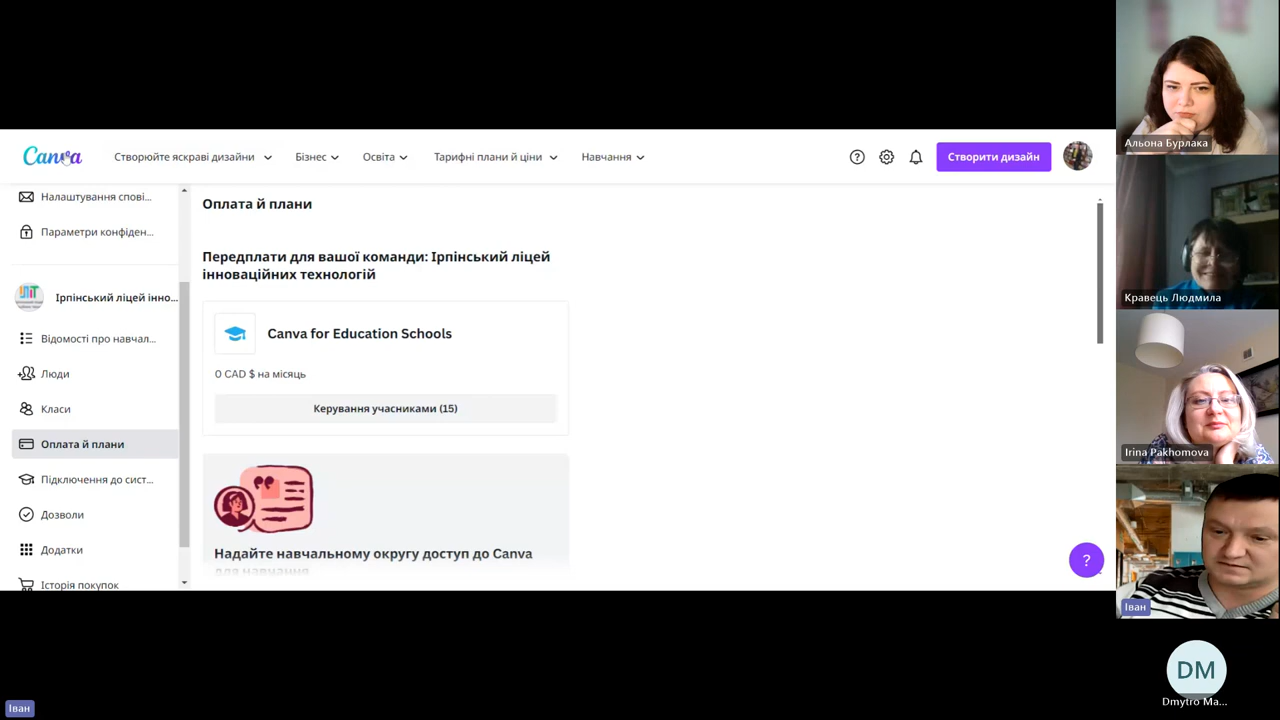 Canva
Створюйте яскраві дизайни
Бізнес
Освіта
Тарифні плани й ціни
Навчання
Створити дизайн
Налаштування спові...
Параметри конфіден...
Ірпінський ліцей інно...
Відомості про навчал...
Люди
Класи
Оплата й плани
Підключення до сист...
Дозволи
Додатки
Історія покупок
Оплата й плани
Передплати для вашої команди: Ірпінський ліцей
інноваційних технологій
Canva for Education Schools
0 CAD $ на місяць
Керування учасниками (15)
Надайте навчальному округу доступ до Canva
для навчання
?
Альона Бурлака
Кравець Людмила
Irina Pakhomova
Іван
DM
Dmytro Ma...
Іван